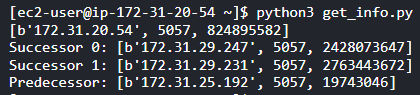 [ec2-user@ip-172-31-20-54 ~]$ python3 get_info.py
[b'172.31.20.54', 5057, 824895582]
Successor 0: [b'172.31.29.247', 5057, 2428073647]
Successor 1: [b'172.31.29.231', 5057, 2763443672]
Predecessor: [b'172.31.25.192', 5057, 19743046]